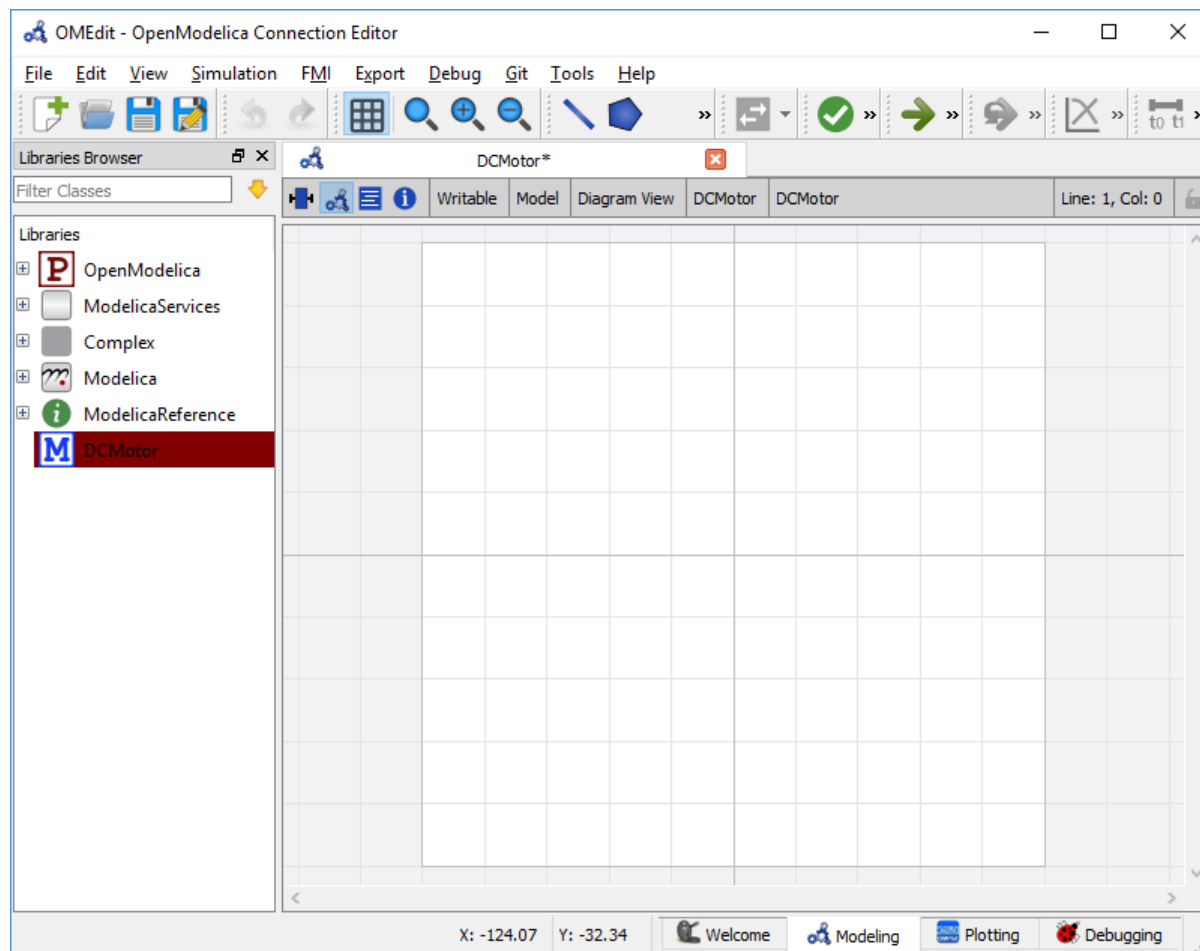 OMEdit - OpenModelica Connection Editor
File Edit View Simulation FMI Export Debug Git Tools Help
» » » » t0 t1 »
Libraries Browser
DCMotor*
Filter Classes
Writable Model Diagram View DCMotor DCMotor Line: 1, Col: 0
Libraries
P OpenModelica
ModelicaServices
Complex
Modelica
i ModelicaReference
M DCMotor
X: -124.07 Y: -32.34 Welcome Modeling Plotting Debugging